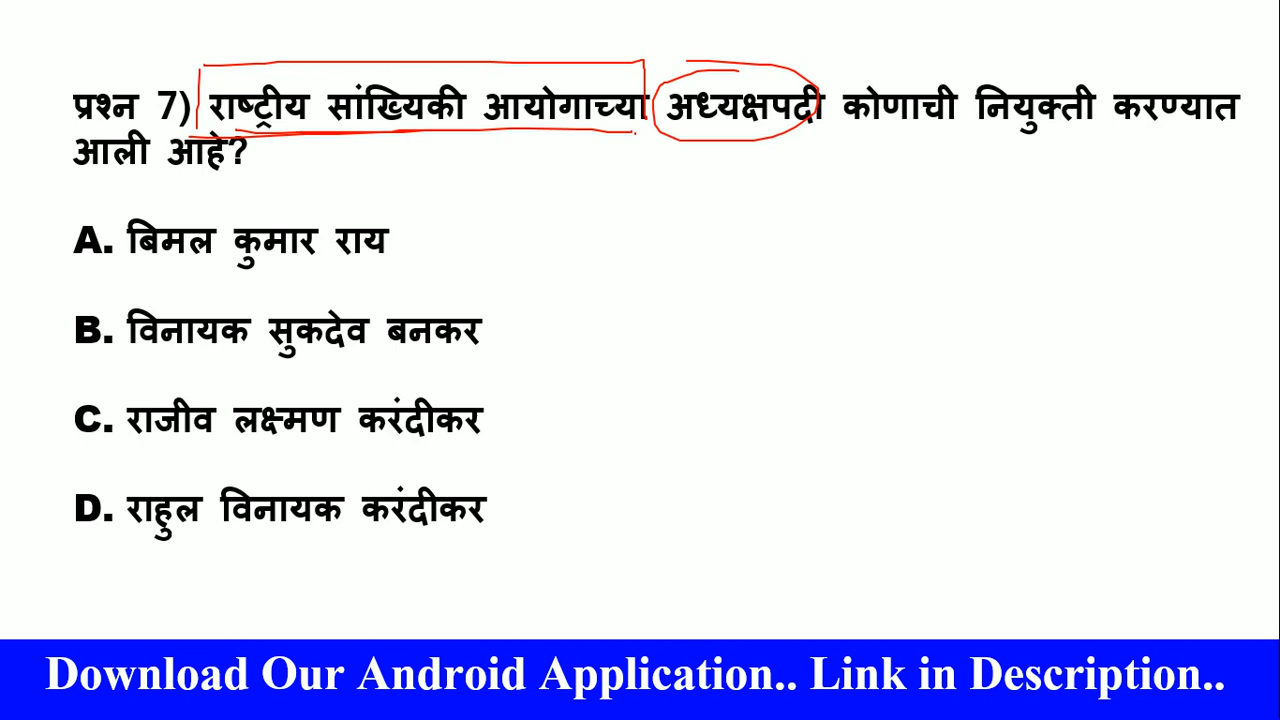 प्रश्न 7) राष्ट्रीय सांख्यिकी आयोगाच्या अध्यक्षपदी कोणाची नियुक्ती करण्यात
आली आहे?
A. बिमल कुमार राय
B. विनायक सुकदेव बनकर
C. राजीव लक्ष्मण करंदीकर
D. राहुल विनायक करंदीकर
Download Our Android Application.. Link in Description..